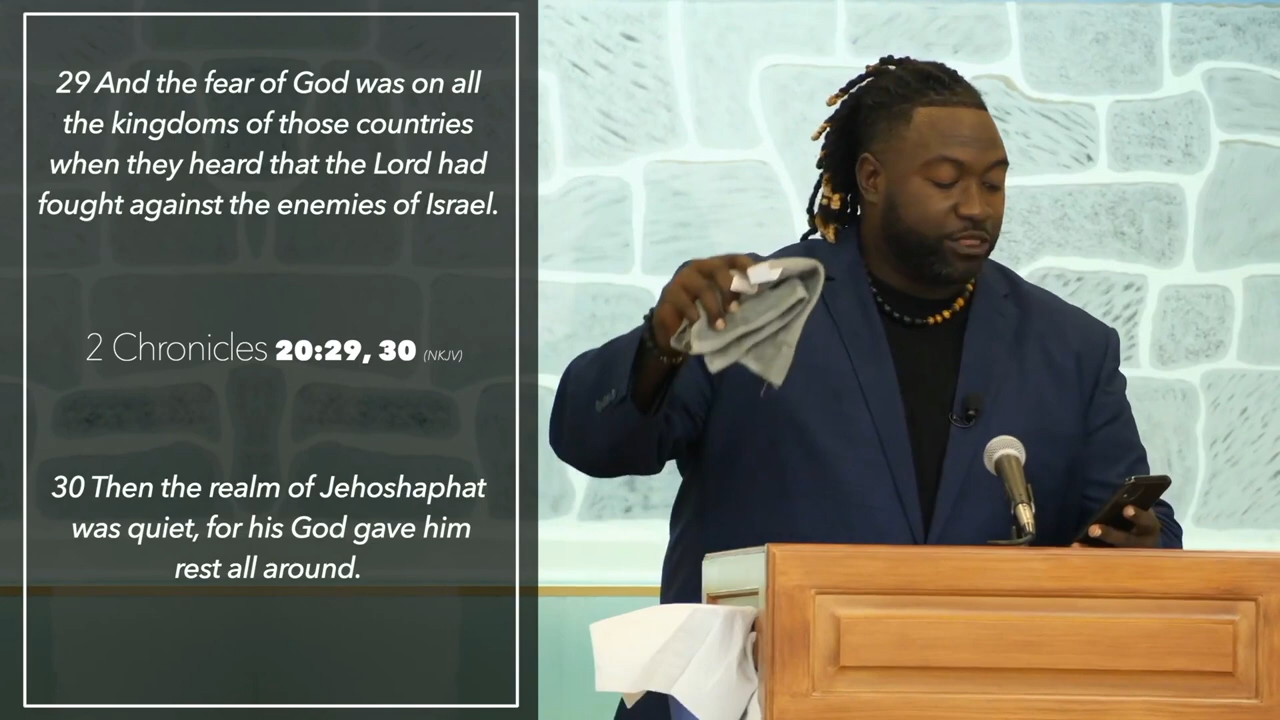 29 And the fear of God was on all
the kingdoms of those countries
when they heard that the Lord had
fought against the enemies of Israel.
2 Chronicles 20:29, 30 (NKJV)
30 Then the realm of Jehoshaphat
was quiet, for his God gave him
rest all around.